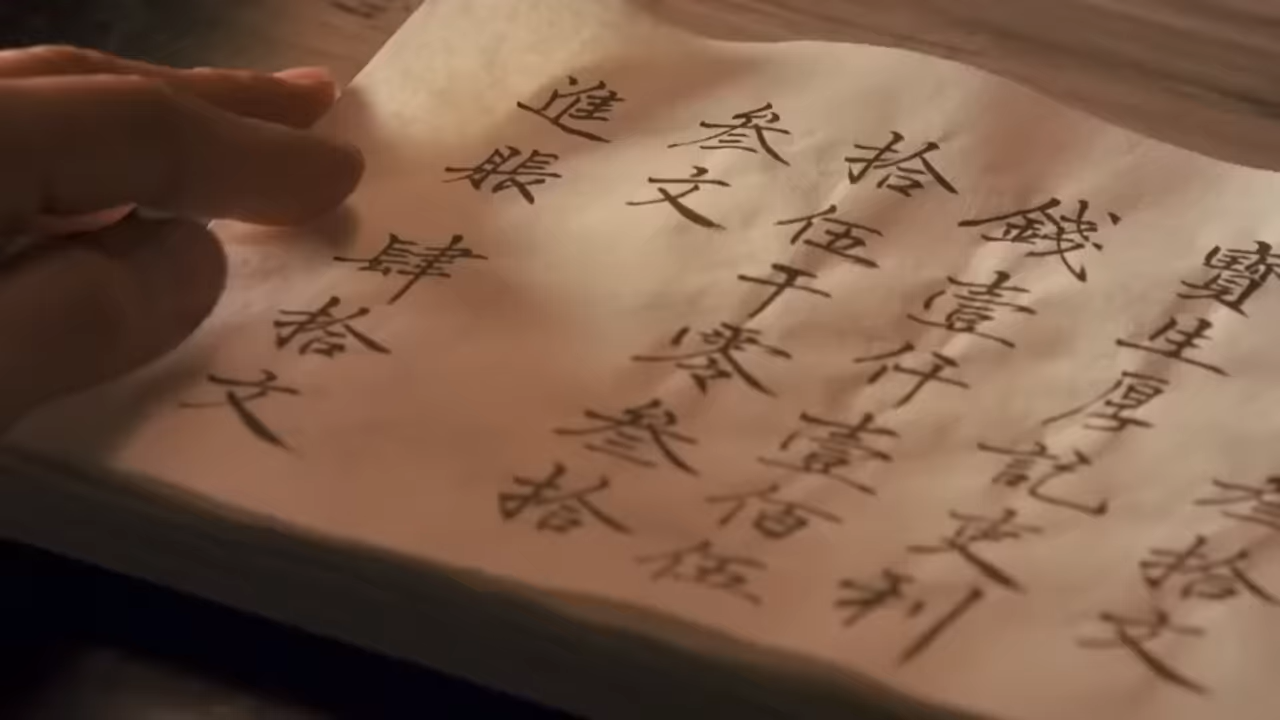 叁拾文
寶生厚記支利
錢壹仟壹佰伍
拾伍千零叁拾
叁文
進脹肆拾文